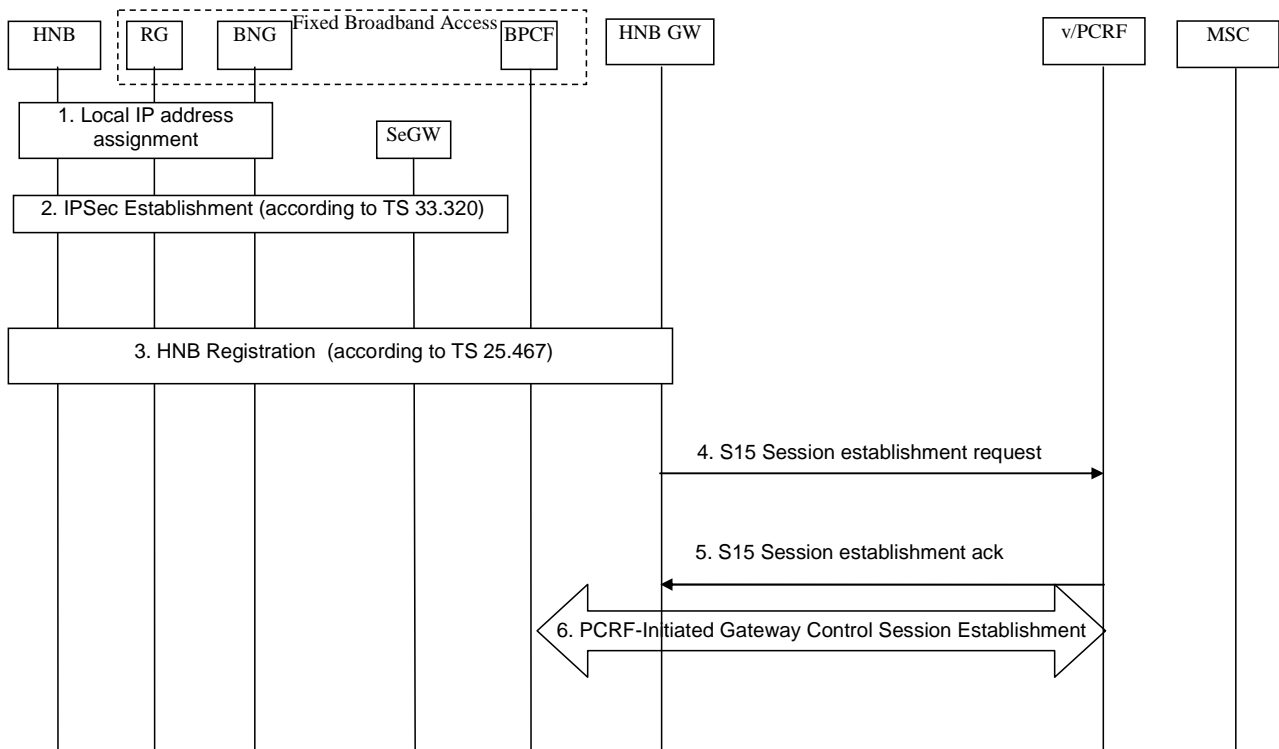 Fixed Broadband Access
HNB
RG
BNG
BPCF
HNB GW
v/PCRF
MSC
1. Local IP address
assignment
SeGW
2. IPSec Establishment (according to TS 33.320)
3. HNB Registration (according to TS 25.467)
4. S15 Session establishment request
5. S15 Session establishment ack
6. PCRF-Initiated Gateway Control Session Establishment